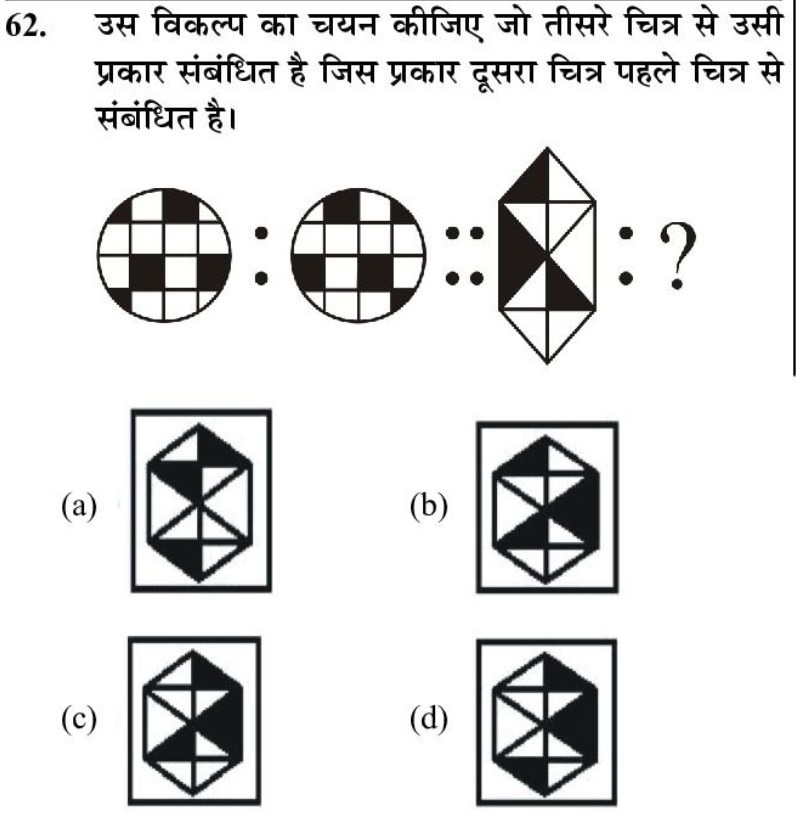 62. उस विकल्प का चयन कीजिए जो तीसरे चित्र से उसी
प्रकार संबंधित है जिस प्रकार दूसरा चित्र पहले चित्र से
संबंधित है।
: :: : ?
(a) (b)
(c) (d)